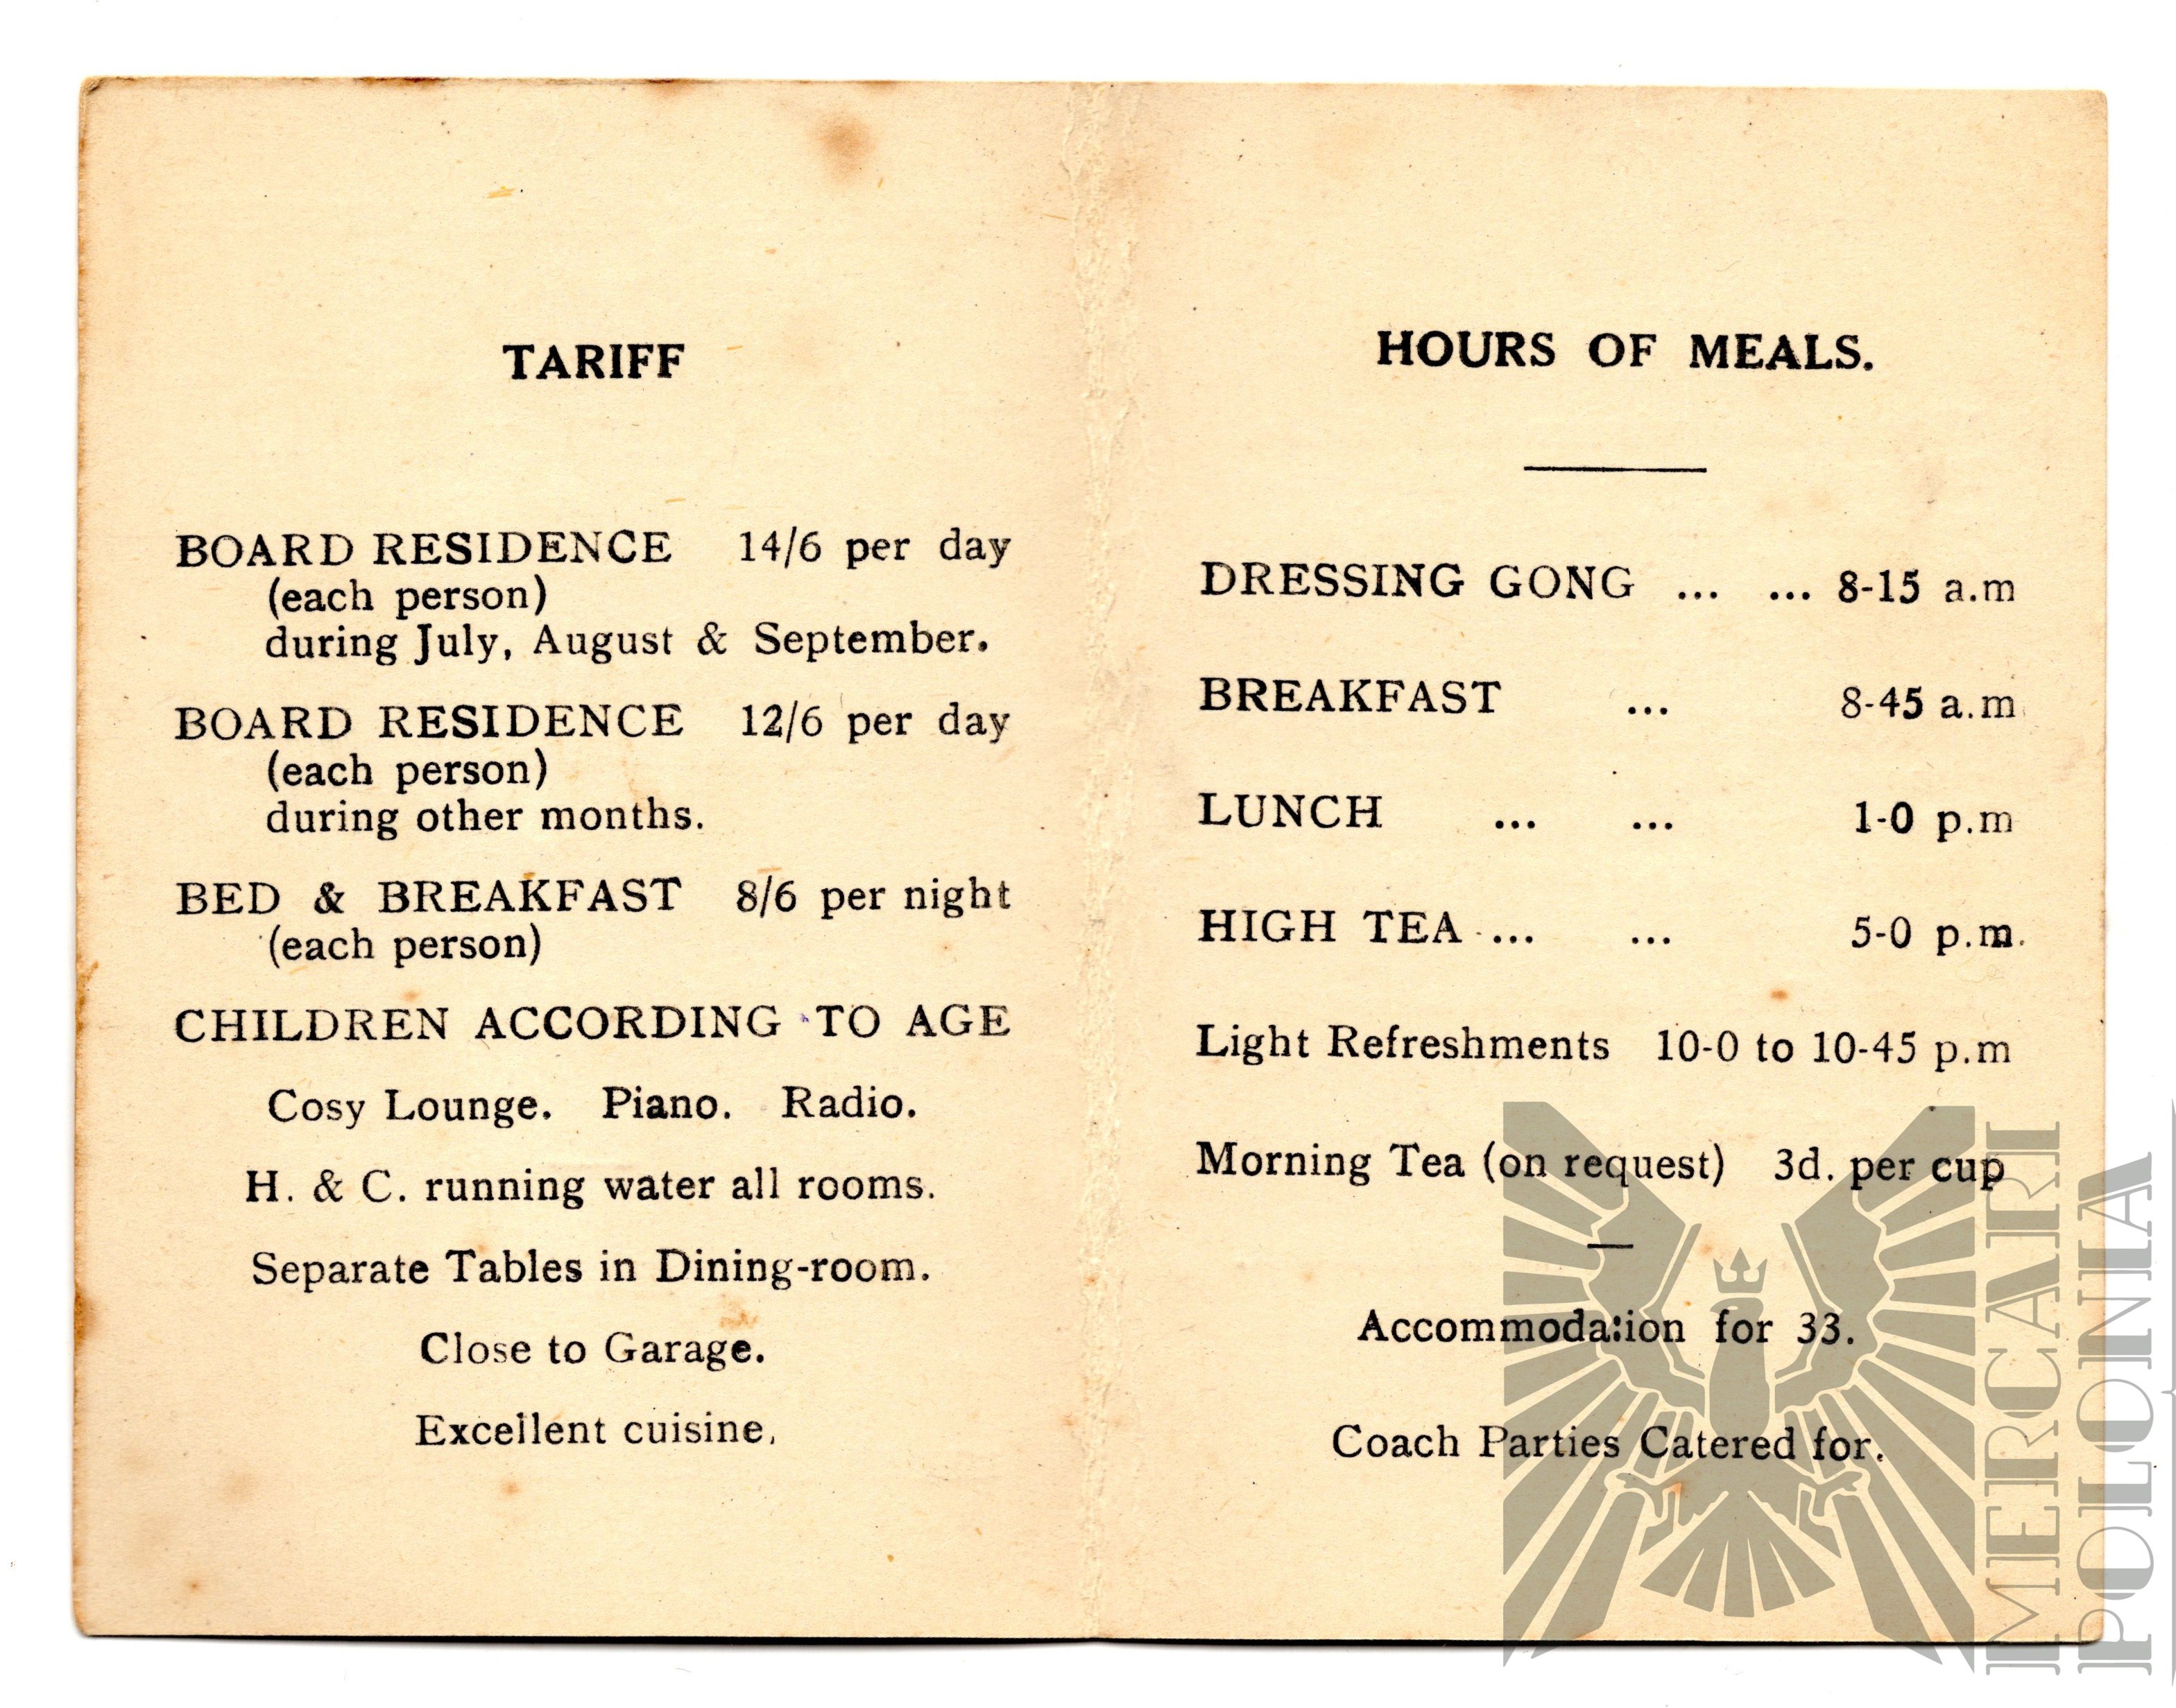 TARIFF
BOARD RESIDENCE 14/6 per day
(each person)
during July, August & September.
BOARD RESIDENCE 12/6 per day
(each person)
during other months.
BED & BREAKFAST 8/6 per night
(each person)
CHILDREN ACCORDING TO AGE
Cosy Lounge. Piano. Radio.
H. & C. running water all rooms.
Separate Tables in Dining-room.
Close to Garage.
Excellent cuisine,
HOURS OF MEALS.
DRESSING GONG ... ... 8-15 a.m
BREAKFAST ... 8-45 a.m
LUNCH ... ... 1-0 p.m
HIGH TEA ... ... 5-0 p.m.
Light Refreshments 10-0 to 10-45 p.m
Morning Tea (on request) 3d. per cup
Accommodation for 33.
Coach Parties Catered for.
MERCARI
POLONIA